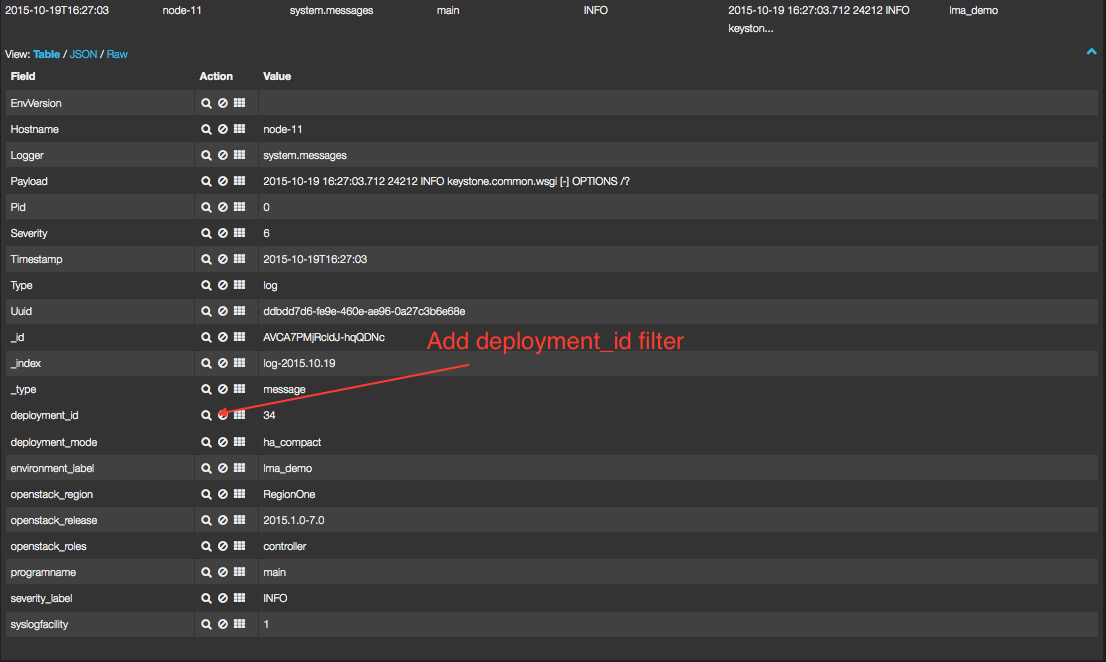 2015-10-19T16:27:03 node-11 system.messages main INFO 2015-10-19 16:27:03.712 24212 INFO lma_demo
keyston...
View: Table / JSON / Raw
Field Action Value
EnvVersion
Hostname node-11
Logger system.messages
Payload 2015-10-19 16:27:03.712 24212 INFO keystone.common.wsgi [-] OPTIONS /?
Pid 0
Severity 6
Timestamp 2015-10-19T16:27:03
Type log
Uuid ddbdd7d6-fe9e-460e-ae96-0a27c3b6e68e
_id AVCA7PMjRcldJ-hqQDNc
Add deployment_id filter
_index log-2015.10.19
_type message
deployment_id 34
deployment_mode ha_compact
environment_label lma_demo
openstack_region RegionOne
openstack_release 2015.1.0-7.0
openstack_roles controller
programname main
severity_label INFO
syslogfacility 1